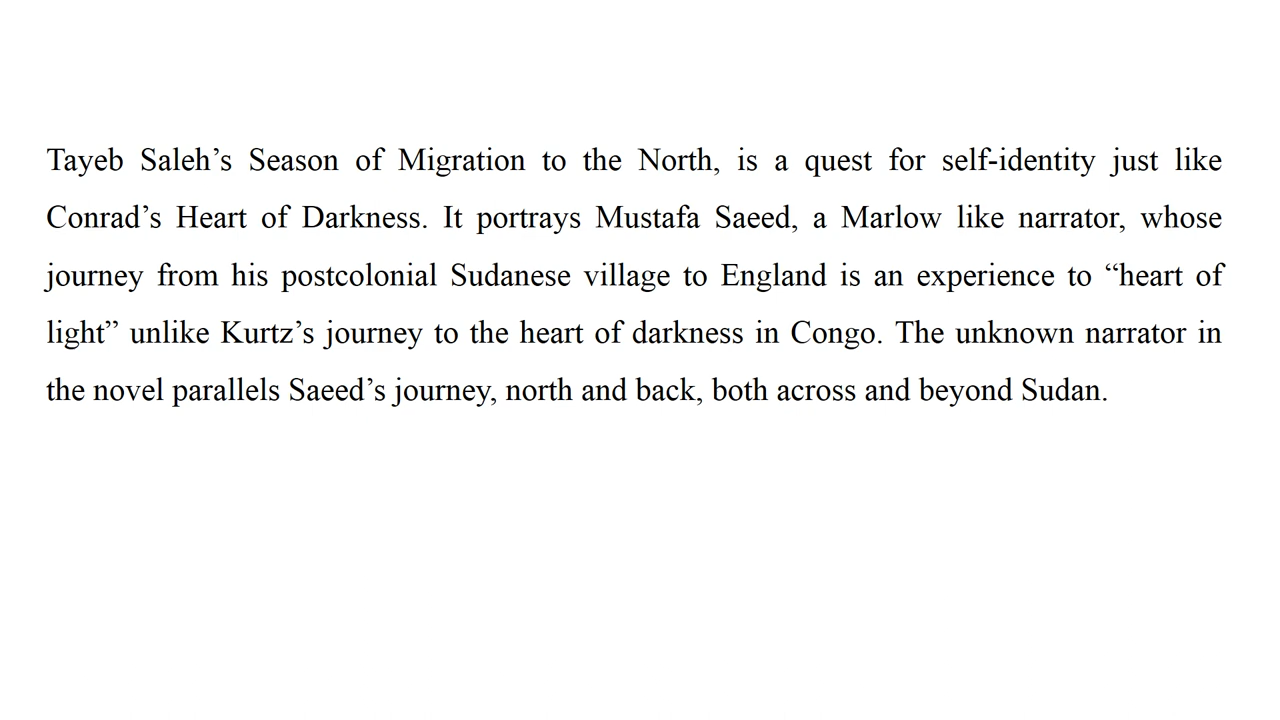 Tayeb Saleh’s Season of Migration to the North, is a quest for self-identity just like
Conrad’s Heart of Darkness. It portrays Mustafa Saeed, a Marlow like narrator, whose
journey from his postcolonial Sudanese village to England is an experience to “heart of
light” unlike Kurtz’s journey to the heart of darkness in Congo. The unknown narrator in
the novel parallels Saeed’s journey, north and back, both across and beyond Sudan.